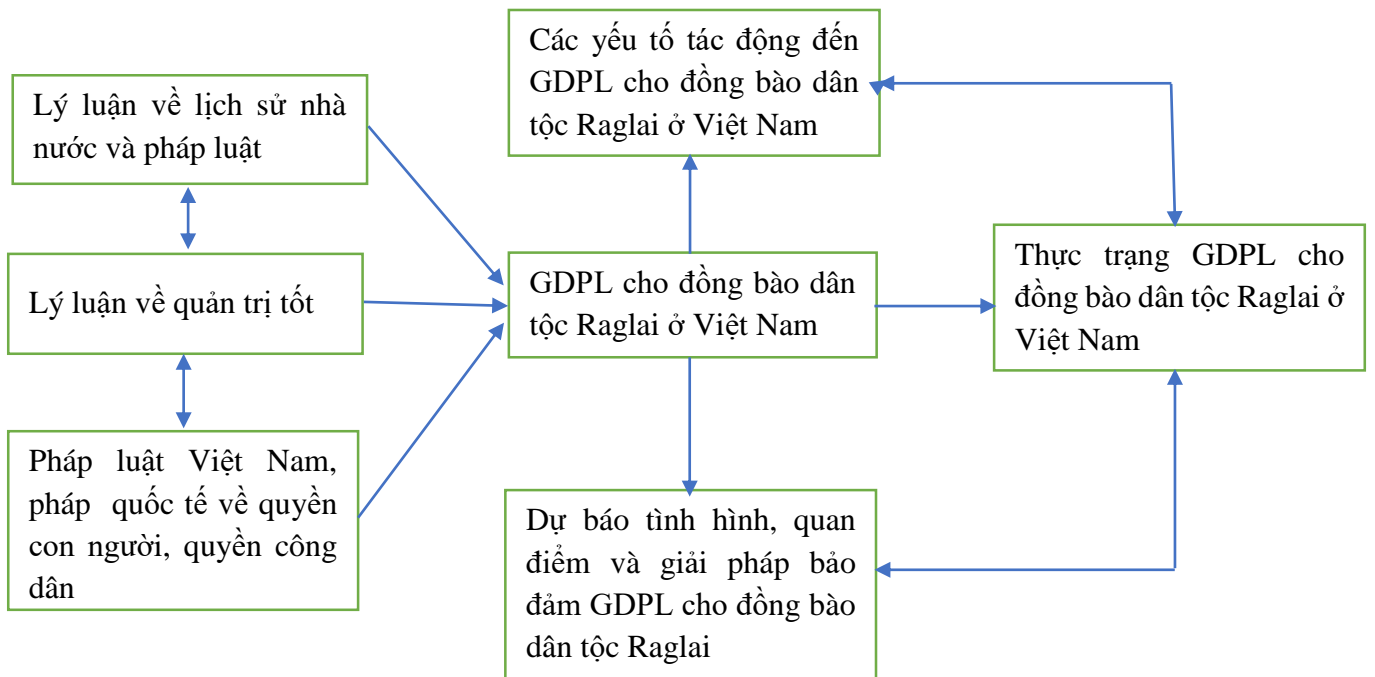 Lý luận về lịch sử nhà
nước và pháp luật
Lý luận về quản trị tốt
Pháp luật Việt Nam,
pháp quốc tế về quyền
con người, quyền công
dân
Các yếu tố tác động đến
GDPL cho đồng bào dân
tộc Raglai ở Việt Nam
GDPL cho đồng bào dân
tộc Raglai ở Việt Nam
Dự báo tình hình, quan
điểm và giải pháp bảo
đảm GDPL cho đồng bào
dân tộc Raglai
Thực trạng GDPL cho
đồng bào dân tộc Raglai ở
Việt Nam